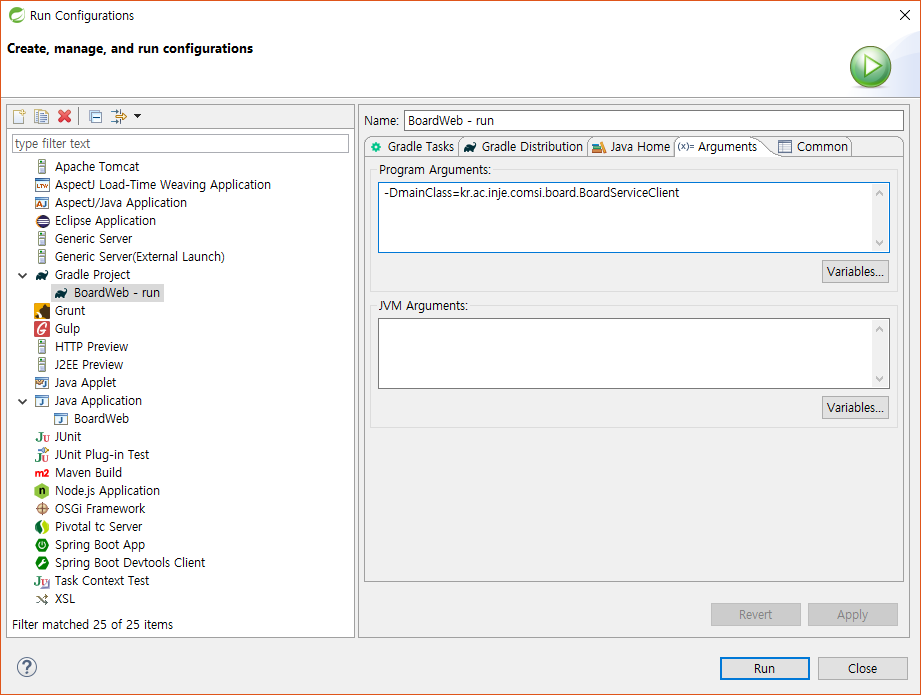 Run Configurations
Create, manage, and run configurations
type filter text
Apache Tomcat
LTW AspectJ Load-Time Weaving Application
AJ AspectJ/Java Application
Eclipse Application
Generic Server
Generic Server(External Launch)
Gradle Project
BoardWeb - run
Grunt
Gulp
HTTP Preview
J2EE Preview
Java Applet
Java Application
BoardWeb
JU JUnit
JUnit Plug-in Test
m2 Maven Build
n Node.js Application
OSGi Framework
Pivotal tc Server
Spring Boot App
Spring Boot Devtools Client
Task Context Test
XSL
Filter matched 25 of 25 items
Name: BoardWeb - run
Gradle Tasks Gradle Distribution Java Home (x)= Arguments Common
Program Arguments:
-DmainClass=kr.ac.inje.comsi.board.BoardServiceClient
Variables...
JVM Arguments:
Variables...
Revert Apply
? Run Close